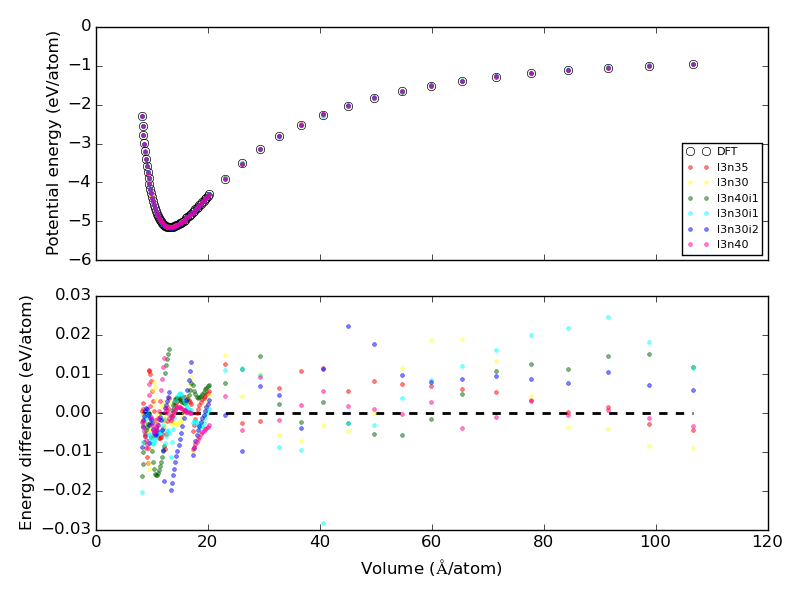 0
−1
−2
−3
−4
−5
−6
Potential energy (eV/atom)
DFT
l3n35
l3n30
l3n40i1
l3n30i1
l3n30i2
l3n40
0.03
0.02
0.01
0.00
−0.01
−0.02
−0.03
Energy difference (eV/atom)
0 20 40 60 80 100 120
Volume (Å/atom)